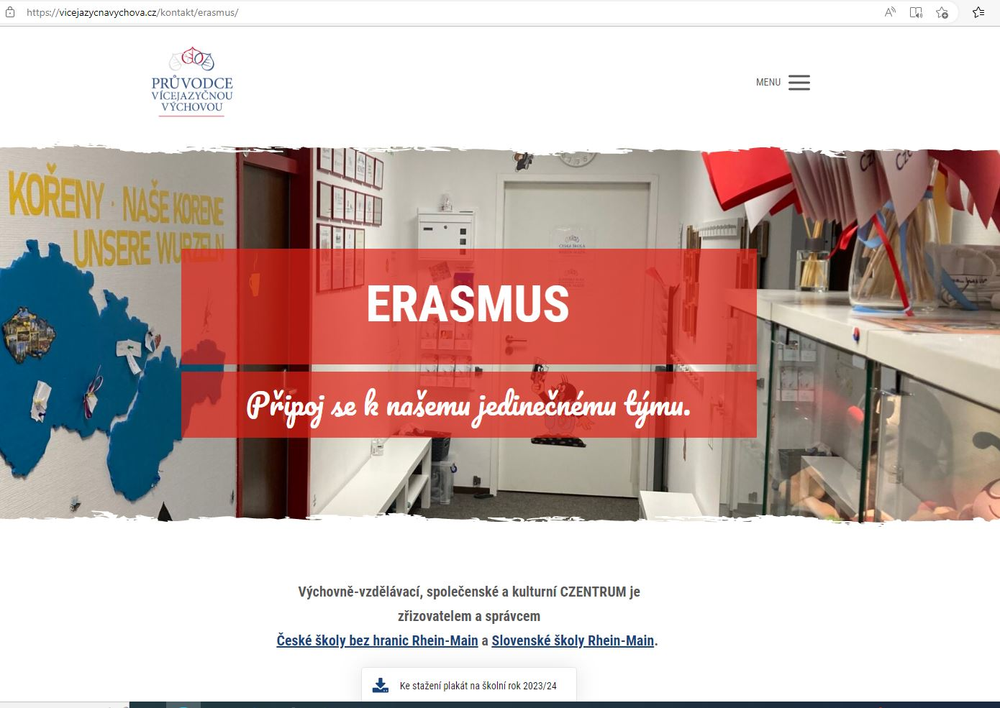 https://vicejazycnavychova.cz/kontakt/erasmus/
PRŮVODCE
VÍCEJAZYČNOU
VÝCHOVOU
MENU
KOŘENY · NAŠE KORENE
UNSERE WURZELN
ČESKÁ ŠKOLA
ERASMUS
Připoj se k našemu jedinečnému týmu.
Výchovně-vzdělávací, společenské a kulturní CZENTRUM je
zřizovatelem a správcem
České školy bez hranic Rhein-Main a Slovenské školy Rhein-Main.
Ke stažení plakát na školní rok 2023/24